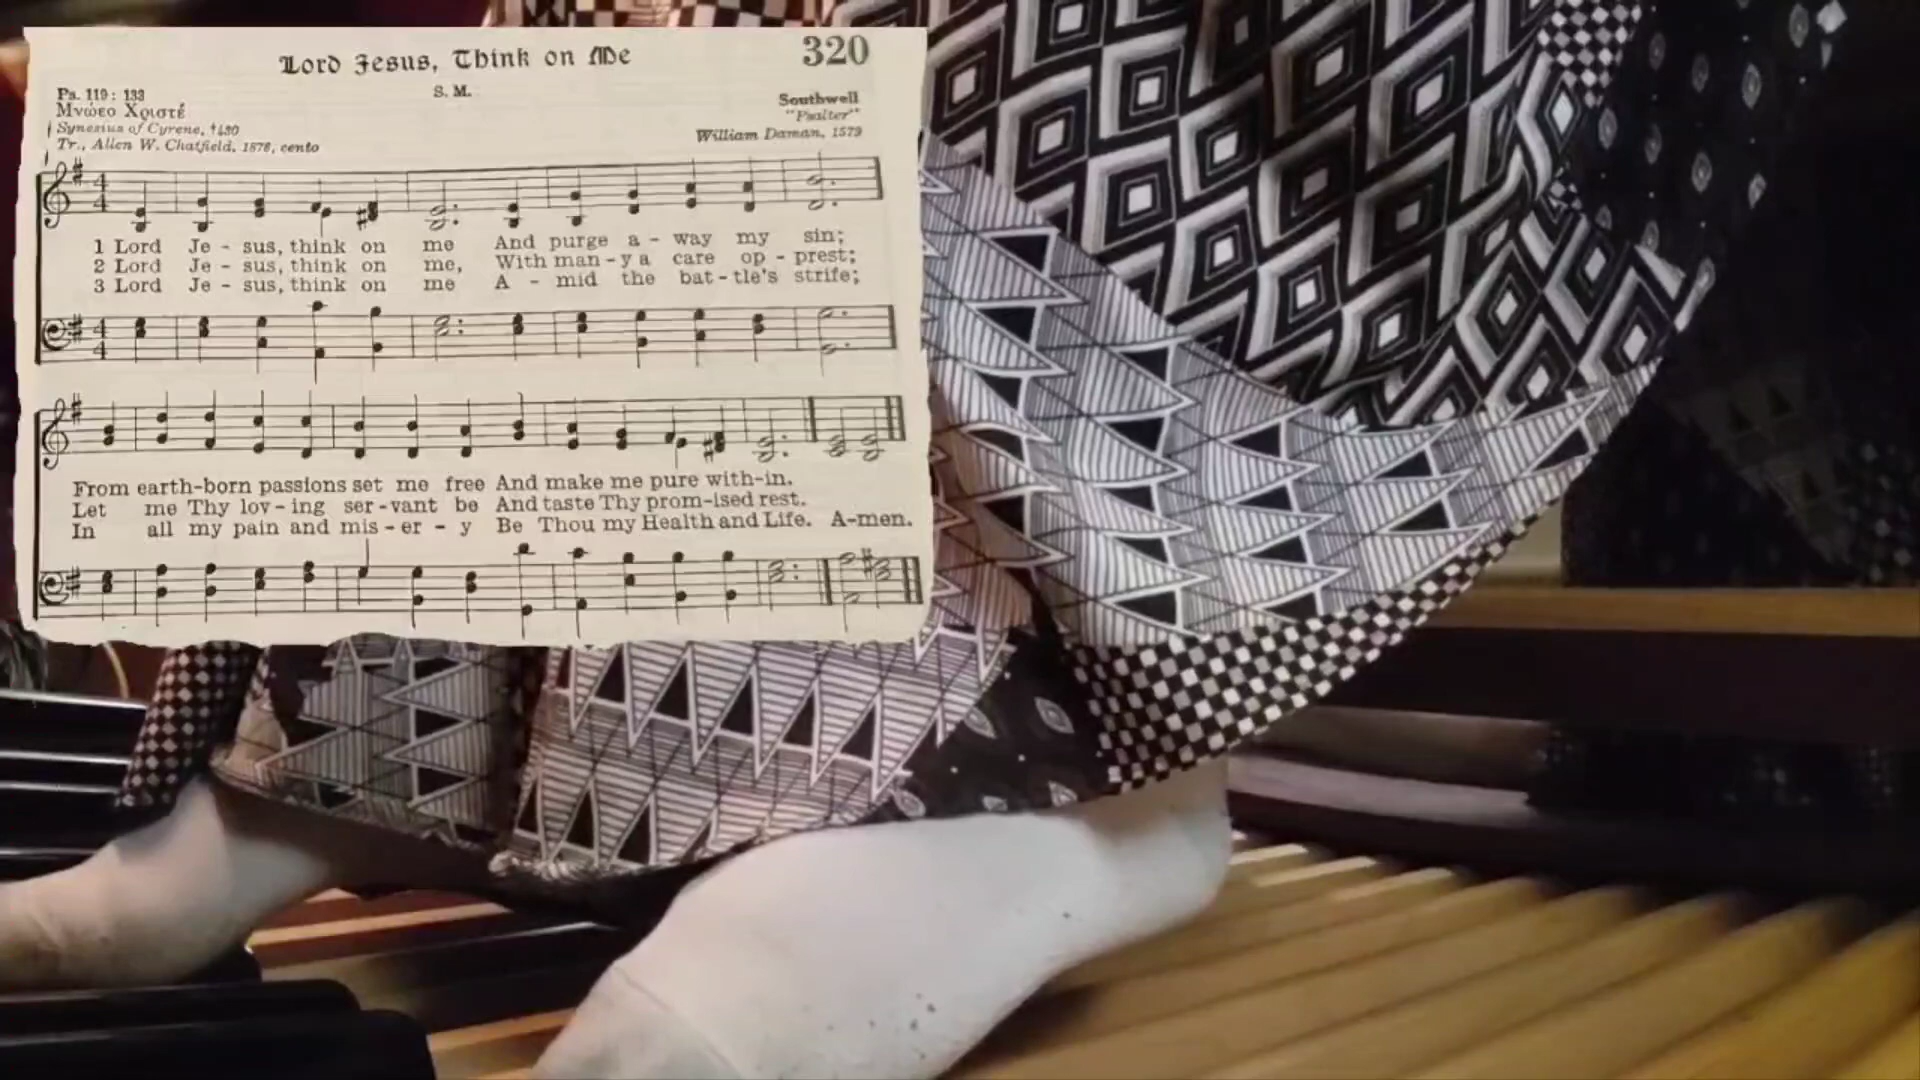 Lord Jesus, Think on Me
320
S. M.
Ps. 119: 133
Μνώεο Χριστέ
Synesius of Cyrene, †430
Tr., Allen W. Chatfield, 1876, cento
Southwell
"Psalter"
William Daman, 1579
4 4
1 Lord Je - sus, think on me And purge a - way my sin;
2 Lord Je - sus, think on me, With man - y a care op - prest;
3 Lord Je - sus, think on me A - mid the bat - tle's strife;
4 4
From earth-born passions set me free And make me pure with-in.
Let me Thy lov - ing ser - vant be And taste Thy prom-ised rest.
In all my pain and mis - er - y Be Thou my Health and Life. A-men.